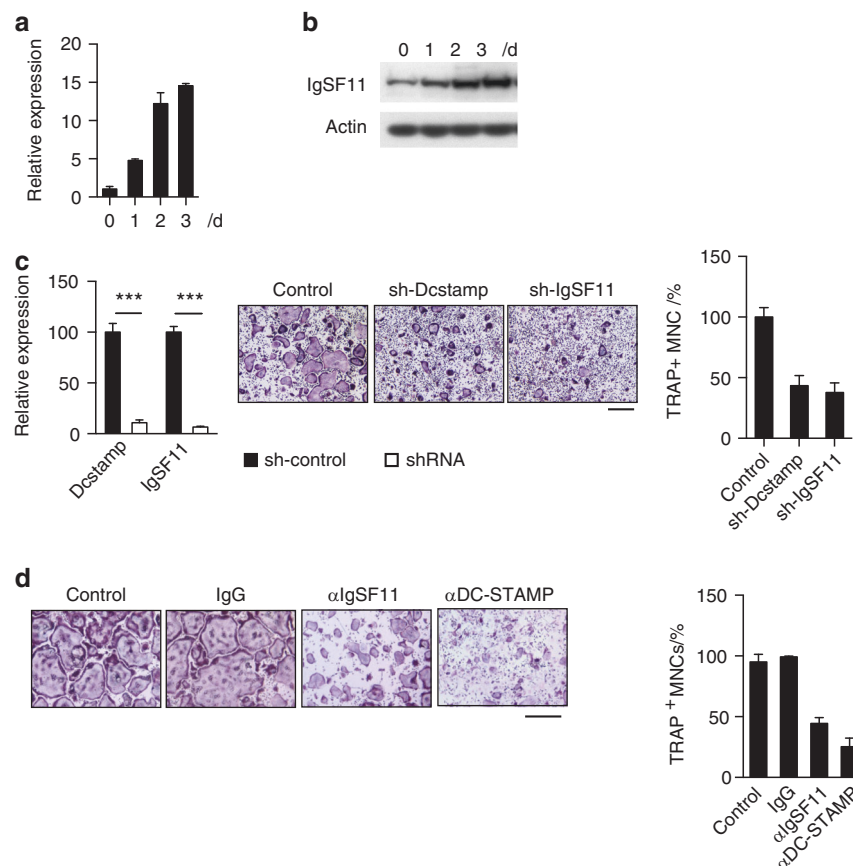 a
Relative expression
20
15
10
5
0
0 1 2 3 /d
b
0 1 2 3 /d
IgSF11
Actin
c
Relative expression
150
100
50
0
*** ***
Dcstamp
IgSF11
sh-control
shRNA
Control
sh-Dcstamp
sh-IgSF11
TRAP+ MNC /%
150
100
50
0
Control
sh-Dcstamp
sh-IgSF11
d
Control
IgG
αIgSF11
αDC-STAMP
TRAP + MNCs/%
150
100
50
0
Control
IgG
αIgSF11
αDC-STAMP